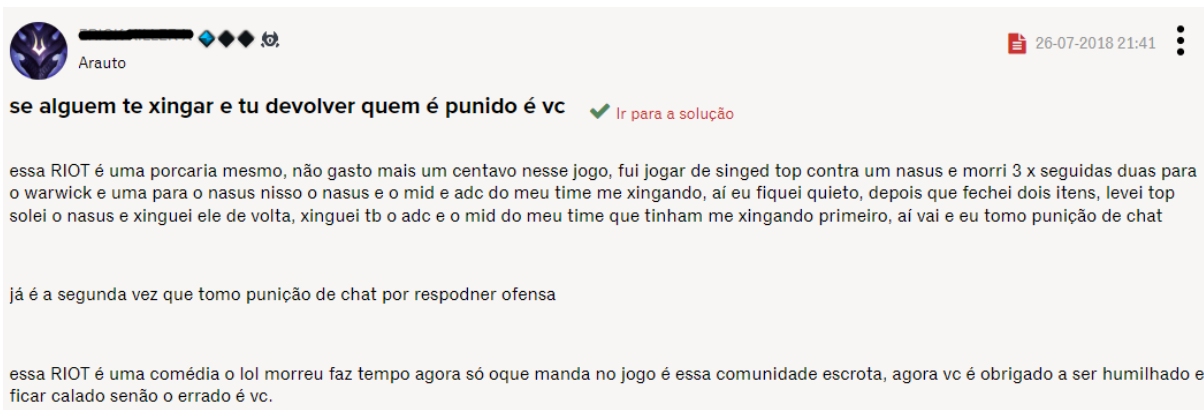 Arauto
26-07-2018 21:41
se alguem te xingar e tu devolver quem é punido é vc
Ir para a solução
essa RIOT é uma porcaria mesmo, não gasto mais um centavo nesse jogo, fui jogar de singed top contra um nasus e morri 3 x seguidas duas para
o warwick e uma para o nasus nisso o nasus e o mid e adc do meu time me xingando, aí eu fiquei quieto, depois que fechei dois itens, levei top
solei o nasus e xinguei ele de volta, xinguei tb o adc e o mid do meu time que tinham me xingando primeiro, aí vai e eu tomo punição de chat
já é a segunda vez que tomo punição de chat por respodner ofensa
essa RIOT é uma comédia o lol morreu faz tempo agora só oque manda no jogo é essa comunidade escrota, agora vc é obrigado a ser humilhado e
ficar calado senão o errado é vc.